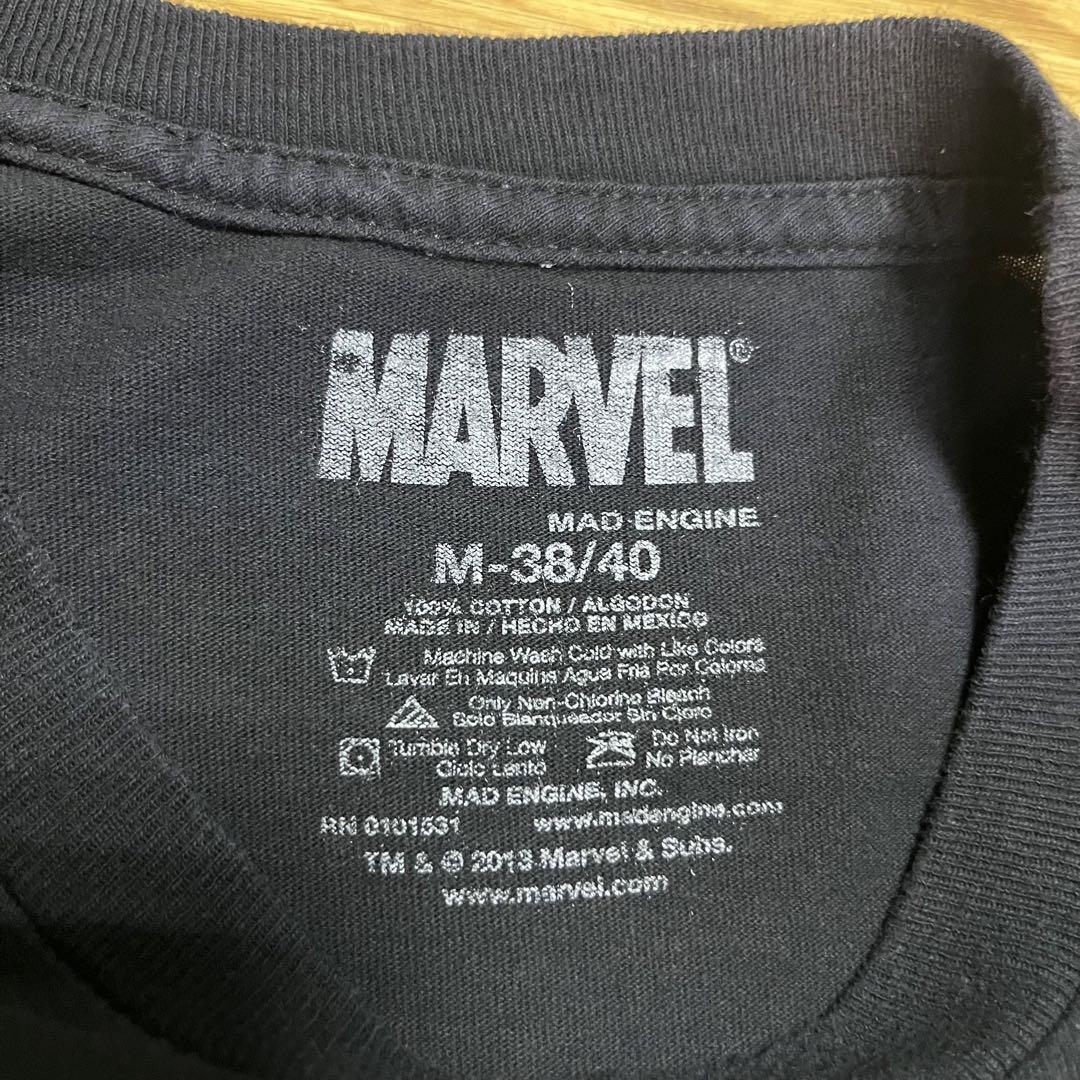 MARVEL®
MAD ENGINE
M-38/40
100% COTTON / ALGODON
MADE IN / HECHO EN MEXICO
Machine Wash Cold with Like Colors
Lavar En Maquina Agua Fria Por Colores
Only Non-Chlorine Bleach
Solo Blanqueador Sin Cloro
Tumble Dry Low
Ciclo Lento
Do Not Iron
No Planchar
MAD ENGINE, INC.
RN 0101531 www.madengine.com
TM & © 2013 Marvel & Subs.
www.marvel.com